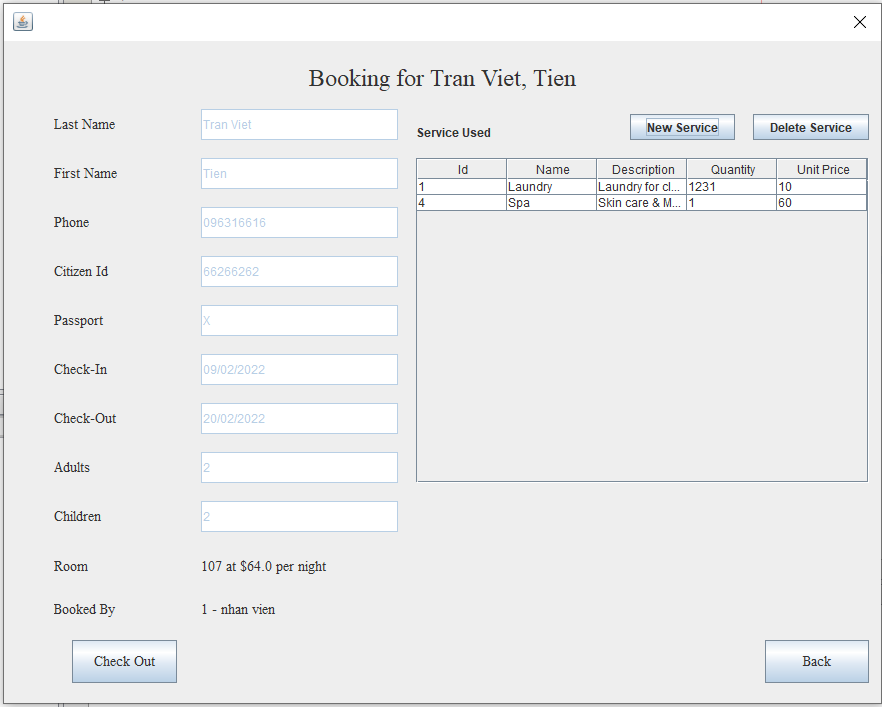 Booking for Tran Viet, Tien
Last Name Tran Viet
First Name Tien
Phone 096316616
Citizen Id 66266262
Passport X
Check-In 09/02/2022
Check-Out 20/02/2022
Adults 2
Children 2
Room 107 at $64.0 per night
Booked By 1 - nhan vien
Check Out
Service Used New Service Delete Service
Id Name Description Quantity Unit Price
1 Laundry Laundry for cl... 1231 10
4 Spa Skin care & M... 1 60
Back